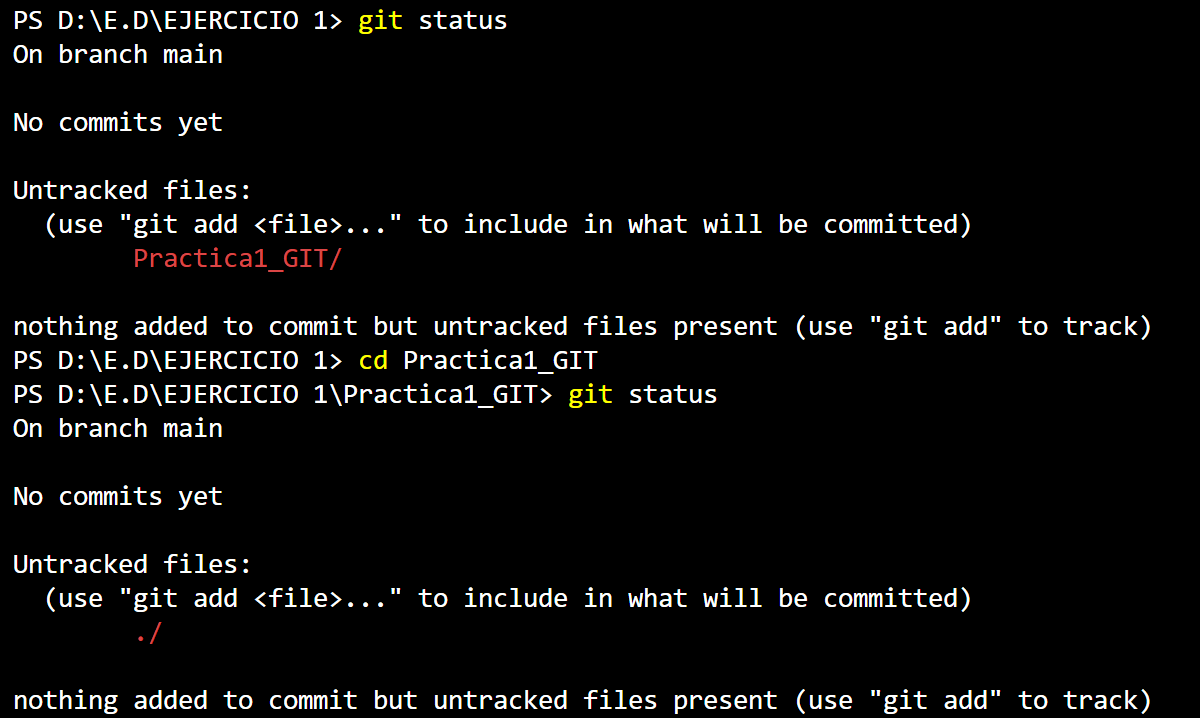 PS D:\E.D\EJERCICIO 1> git status
On branch main
No commits yet
Untracked files:
  (use "git add <file>..." to include in what will be committed)
        Practica1_GIT/
nothing added to commit but untracked files present (use "git add" to track)
PS D:\E.D\EJERCICIO 1> cd Practica1_GIT
PS D:\E.D\EJERCICIO 1\Practica1_GIT> git status
On branch main
No commits yet
Untracked files:
  (use "git add <file>..." to include in what will be committed)
        ./
nothing added to commit but untracked files present (use "git add" to track)